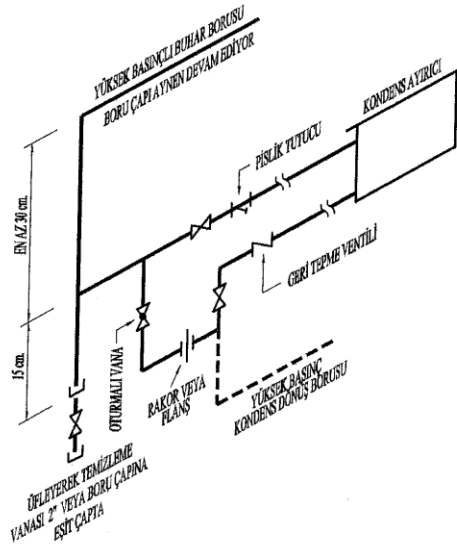 YÜKSEK BASINÇLI BUHAR BORUSU
BORU ÇAPI AYNEN DEVAM EDİYOR
KONDENS AYIRICI
PİSLİK TUTUCU
EN AZ 30 cm.
GERİ TEPME VENTİLİ
15 cm.
OTURMALI VANA
RAKOR VEYA
FLANŞ
YÜKSEK BASINÇ
KONDENS DÖNÜŞ BORUSU
ÜFLEYEREK TEMİZLEME
VANASI 2" VEYA BORU ÇAPINA
EŞİT ÇAPTA